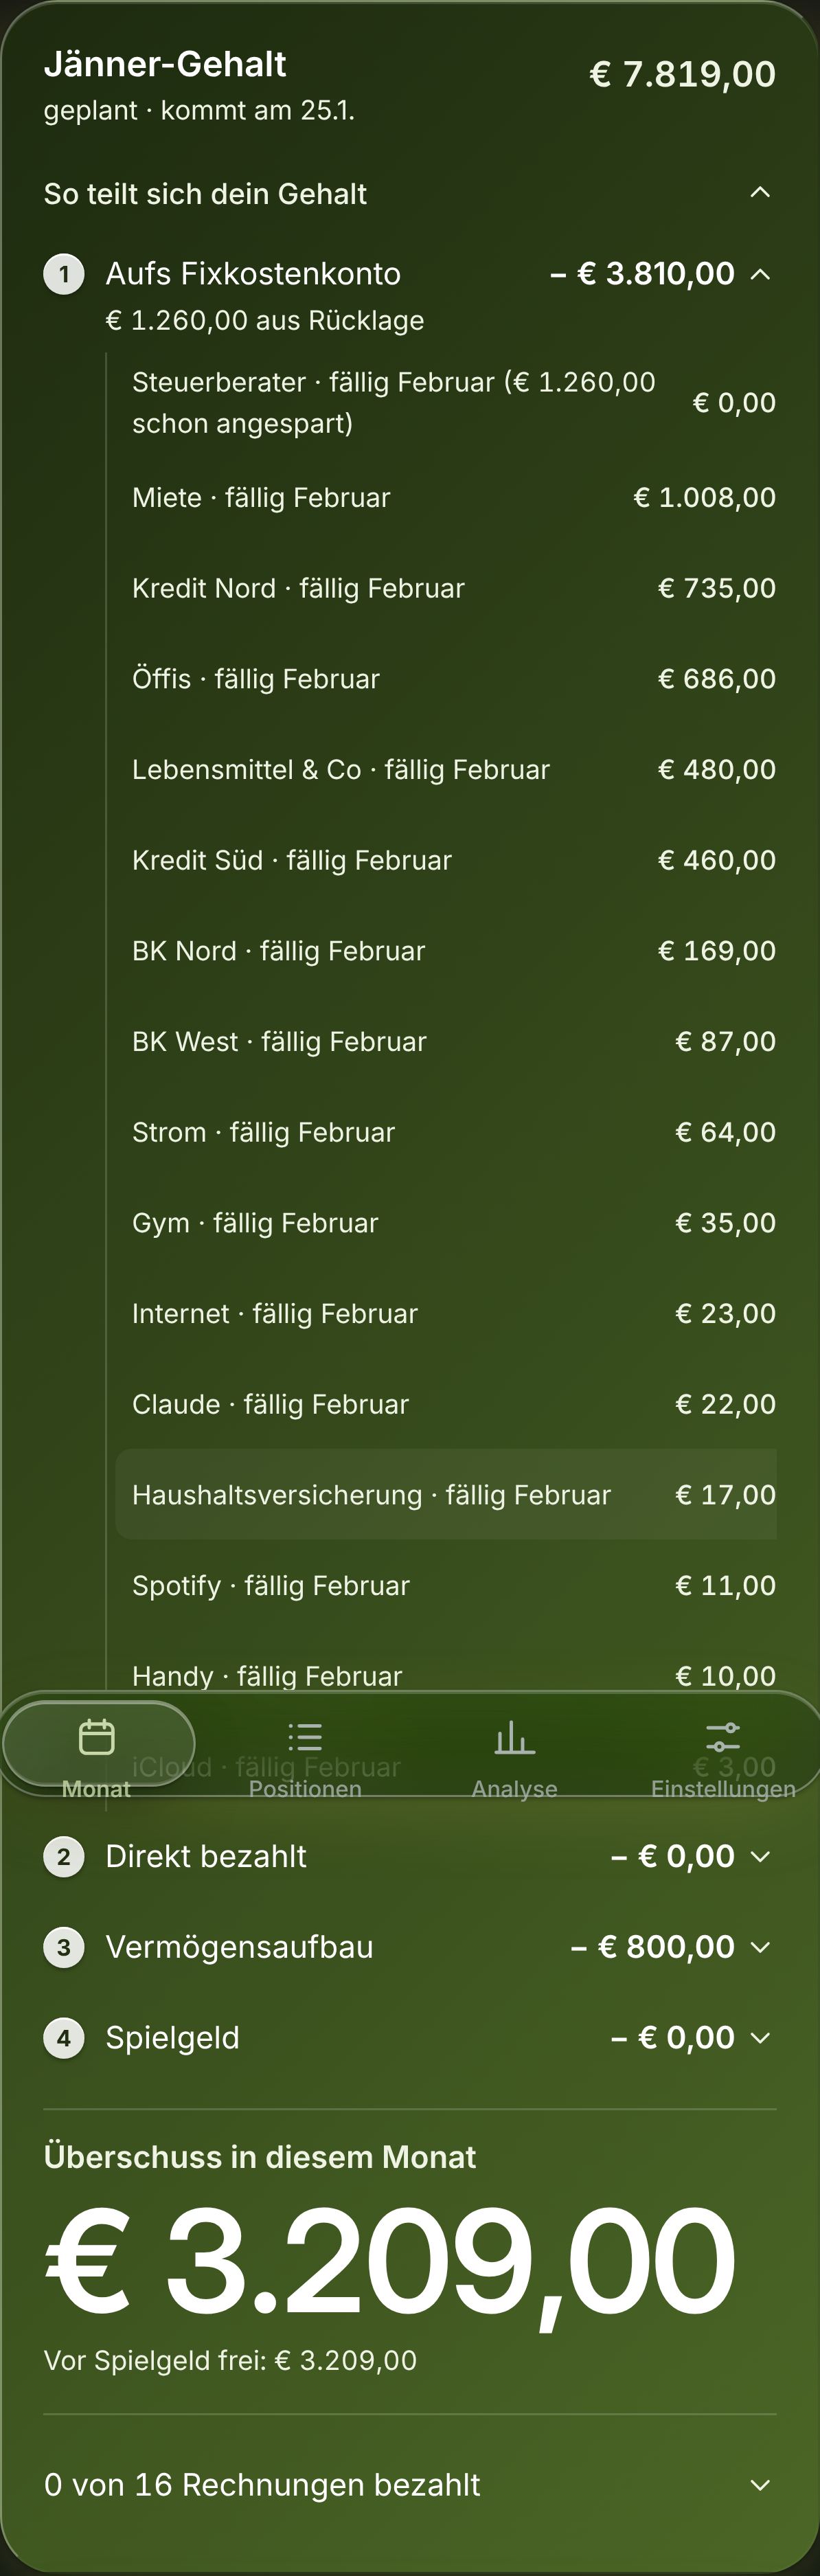 Jänner-Gehalt
€ 7.819,00
geplant · kommt am 25.1.
So teilt sich dein Gehalt
1 Aufs Fixkostenkonto – € 3.810,00
€ 1.260,00 aus Rücklage
Steuerberater · fällig Februar (€ 1.260,00
schon angespart) € 0,00
Miete · fällig Februar € 1.008,00
Kredit Nord · fällig Februar € 735,00
Öffis · fällig Februar € 686,00
Lebensmittel & Co · fällig Februar € 480,00
Kredit Süd · fällig Februar € 460,00
BK Nord · fällig Februar € 169,00
BK West · fällig Februar € 87,00
Strom · fällig Februar € 64,00
Gym · fällig Februar € 35,00
Internet · fällig Februar € 23,00
Claude · fällig Februar € 22,00
Haushaltsversicherung · fällig Februar € 17,00
Spotify · fällig Februar € 11,00
Handy · fällig Februar € 10,00
iCloud · fällig Februar € 3,00
Monat Positionen Analyse Einstellungen
2 Direkt bezahlt – € 0,00
3 Vermögensaufbau – € 800,00
4 Spielgeld – € 0,00
Überschuss in diesem Monat
€ 3.209,00
Vor Spielgeld frei: € 3.209,00
0 von 16 Rechnungen bezahlt